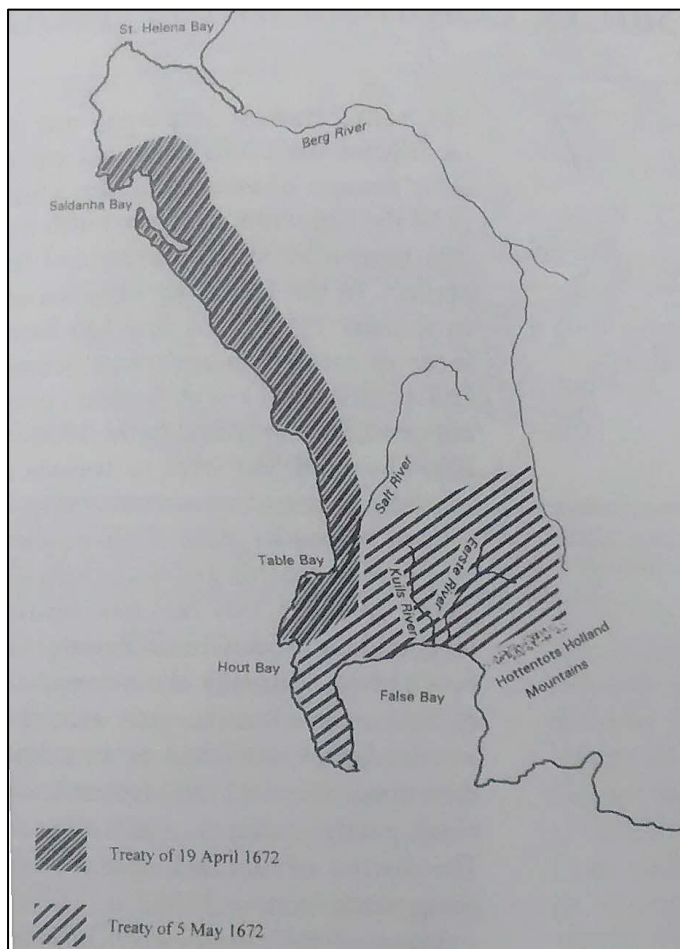 St. Helena Bay
Berg River
Saldanha Bay
Salt River
Table Bay
Kuils River
Eerste River
Hout Bay
False Bay
Hottentots Holland
Mountains
Treaty of 19 April 1672
Treaty of 5 May 1672